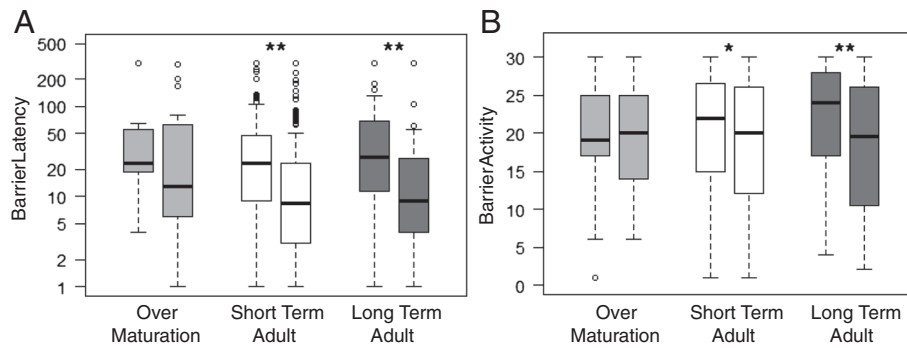 A
BarrierLatency
500
200
100
50
20
10
5
2
1
**
**
Over
Maturation
Short Term
Adult
Long Term
Adult
B
BarrierActivity
30
25
20
15
10
5
0
*
**
Over
Maturation
Short Term
Adult
Long Term
Adult